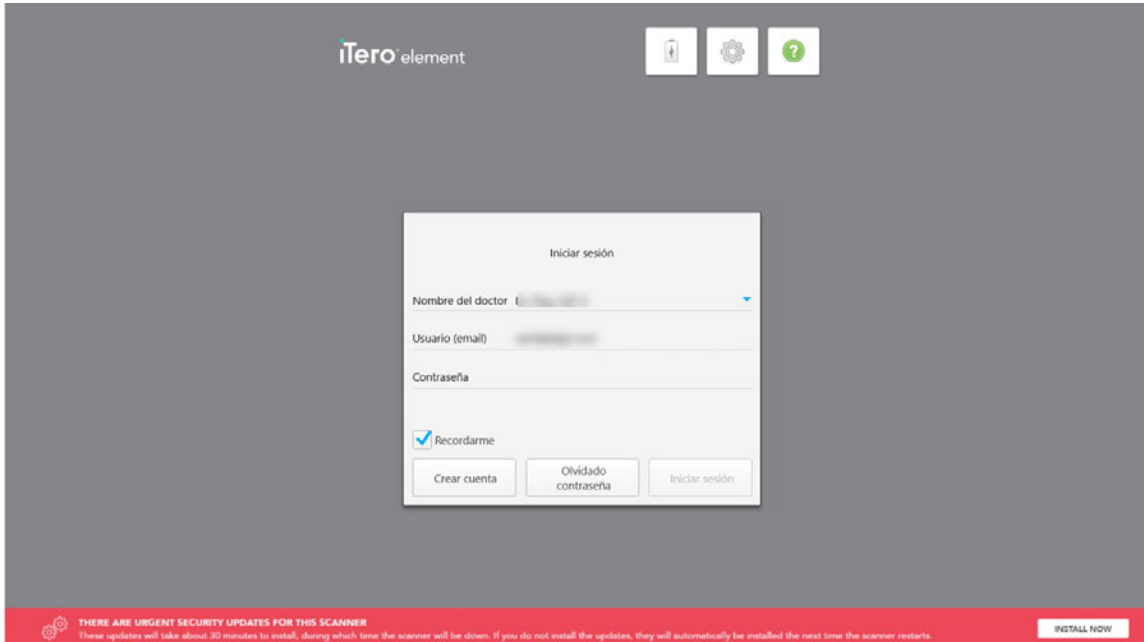 iTero element
?
Iniciar sesión
Nombre del doctor
Usuario (email)
Contraseña
Recordarme
Crear cuenta
Olvidado
contraseña
Iniciar sesión
THERE ARE URGENT SECURITY UPDATES FOR THIS SCANNER
These updates will take about 30 minutes to install, during which time the scanner will be down. If you do not install the updates, they will automatically be installed the next time the scanner restarts.
INSTALL NOW